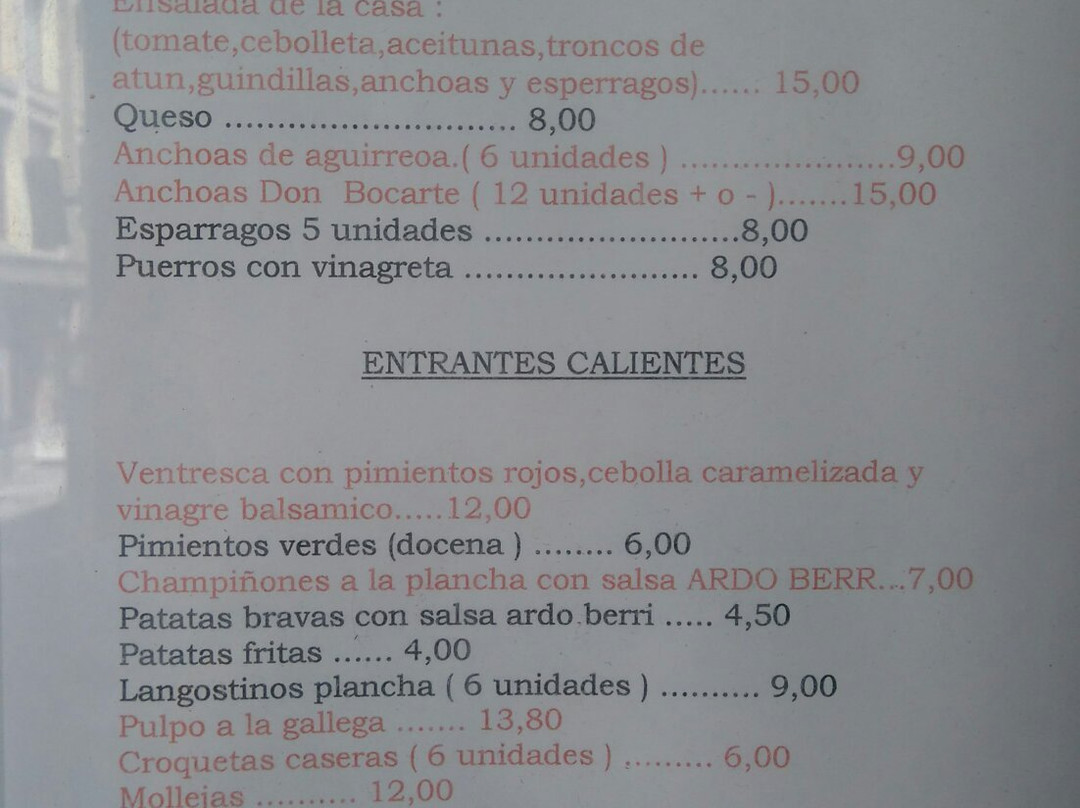 Ensalada de la casa :
(tomate,cebolleta,aceitunas,troncos de
atun,guindillas,anchoas y esperragos)...... 15,00
Queso ............................ 8,00
Anchoas de aguirreoa.( 6 unidades ) .....................9,00
Anchoas Don Bocarte ( 12 unidades + o - ).......15,00
Esparragos 5 unidades .........................8,00
Puerros con vinagreta ....................... 8,00
ENTRANTES CALIENTES
Ventresca con pimientos rojos,cebolla caramelizada y
vinagre balsamico.....12,00
Pimientos verdes (docena ) ........ 6,00
Champiñones a la plancha con salsa ARDO BERR...7,00
Patatas bravas con salsa ardo berri ..... 4,50
Patatas fritas ...... 4,00
Langostinos plancha ( 6 unidades ) .......... 9,00
Pulpo a la gallega ....... 13,80
Croquetas caseras ( 6 unidades ) ......... 6,00
Mollejas .......... 12,00